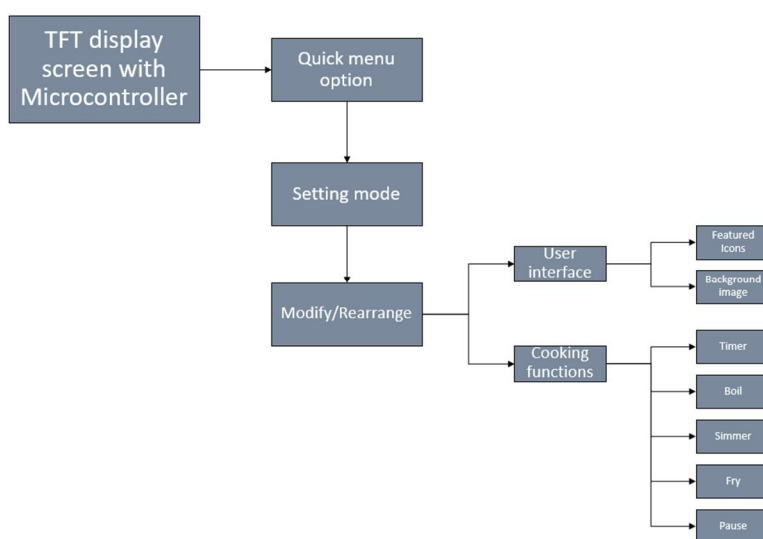 TFT display
screen with
Microcontroller
Quick menu
option
Setting mode
Modify/Rearrange
User
interface
Featured
Icons
Background
image
Cooking
functions
Timer
Boil
Simmer
Fry
Pause